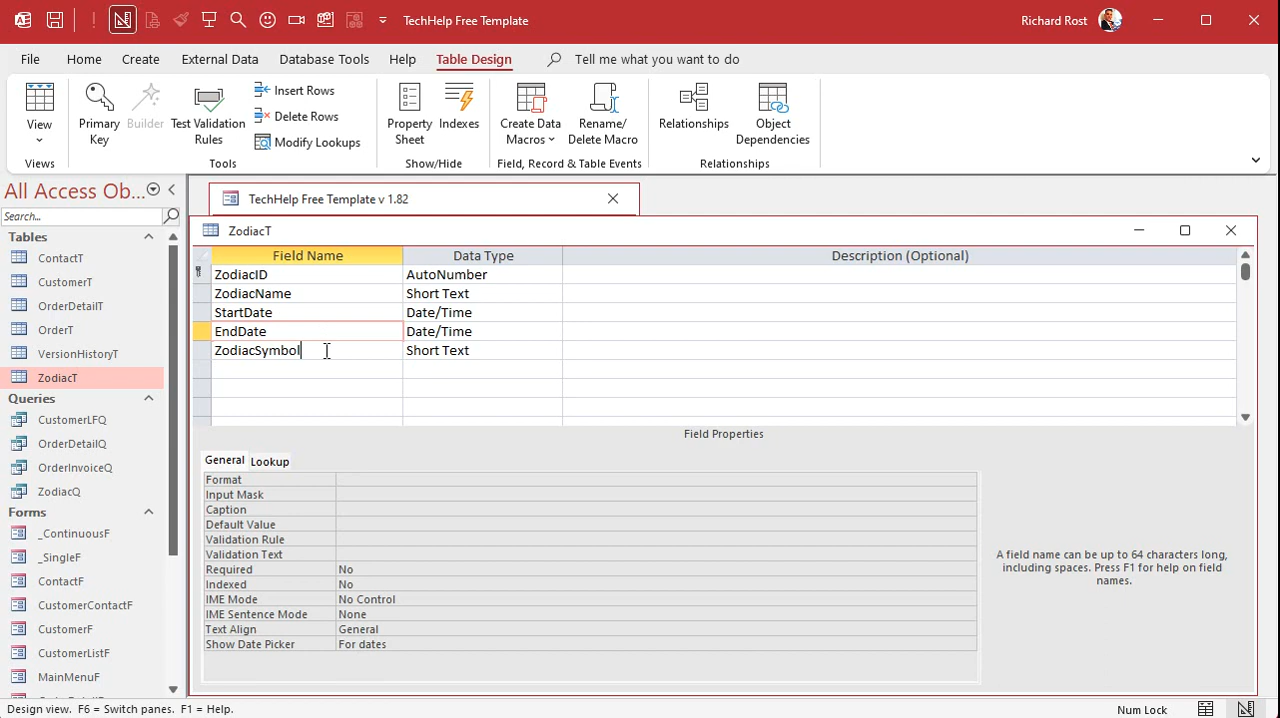 TechHelp Free Template
Richard Rost
File Home Create External Data Database Tools Help Table Design Tell me what you want to do
View
Primary Key
Builder
Test Validation Rules
Insert Rows
Delete Rows
Modify Lookups
Property Sheet
Indexes
Create Data Macros
Rename/ Delete Macro
Relationships
Object Dependencies
Views Tools Show/Hide Field, Record & Table Events Relationships
All Access Ob...
Search...
Tables
ContactT
CustomerT
OrderDetailT
OrderT
VersionHistoryT
ZodiacT
Queries
CustomerLFQ
OrderDetailQ
OrderInvoiceQ
ZodiacQ
Forms
_ContinuousF
_SingleF
ContactF
CustomerContactF
CustomerF
CustomerListF
MainMenuF
TechHelp Free Template v 1.82
ZodiacT
Field Name Data Type Description (Optional)
ZodiacID AutoNumber
ZodiacName Short Text
StartDate Date/Time
EndDate Date/Time
ZodiacSymbol Short Text
Field Properties
General Lookup
Format
Input Mask
Caption
Default Value
Validation Rule
Validation Text
Required No
Indexed No
IME Mode No Control
IME Sentence Mode None
Text Align General
Show Date Picker For dates
A field name can be up to 64 characters long,
including spaces. Press F1 for help on field
names.
Design view. F6 = Switch panes. F1 = Help.
Num Lock